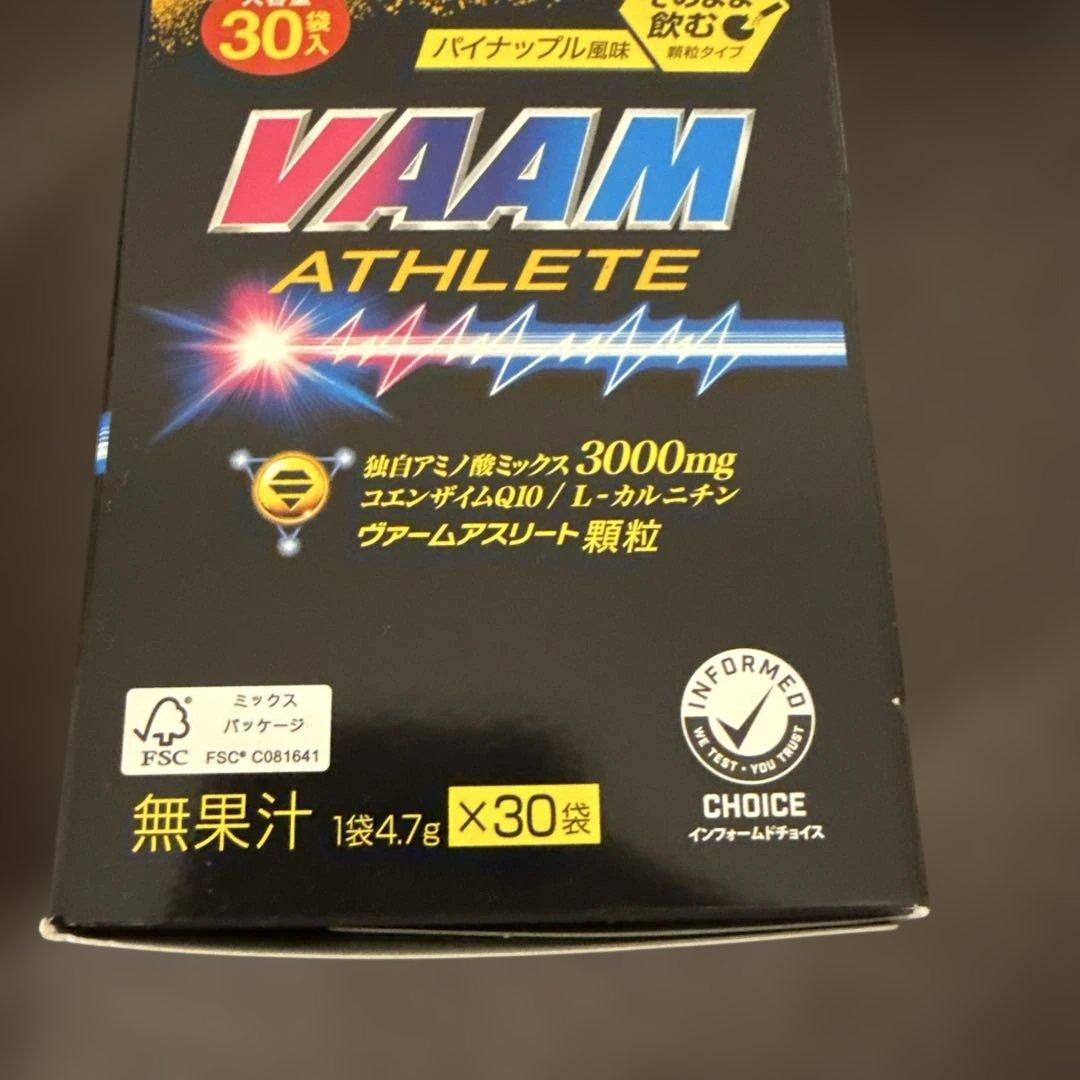 30袋入
飲む
パイナップル風味
顆粒タイプ
VAAM
ATHLETE
独自アミノ酸ミックス 3000mg
コエンザイムQ10 / L-カルニチン
ヴァームアスリート 顆粒
INFORMED
WE TEST • YOU TRUST
CHOICE
インフォームドチョイス
ミックス
パッケージ
FSC® C081641
FSC®
無果汁 1袋4.7g ×30袋